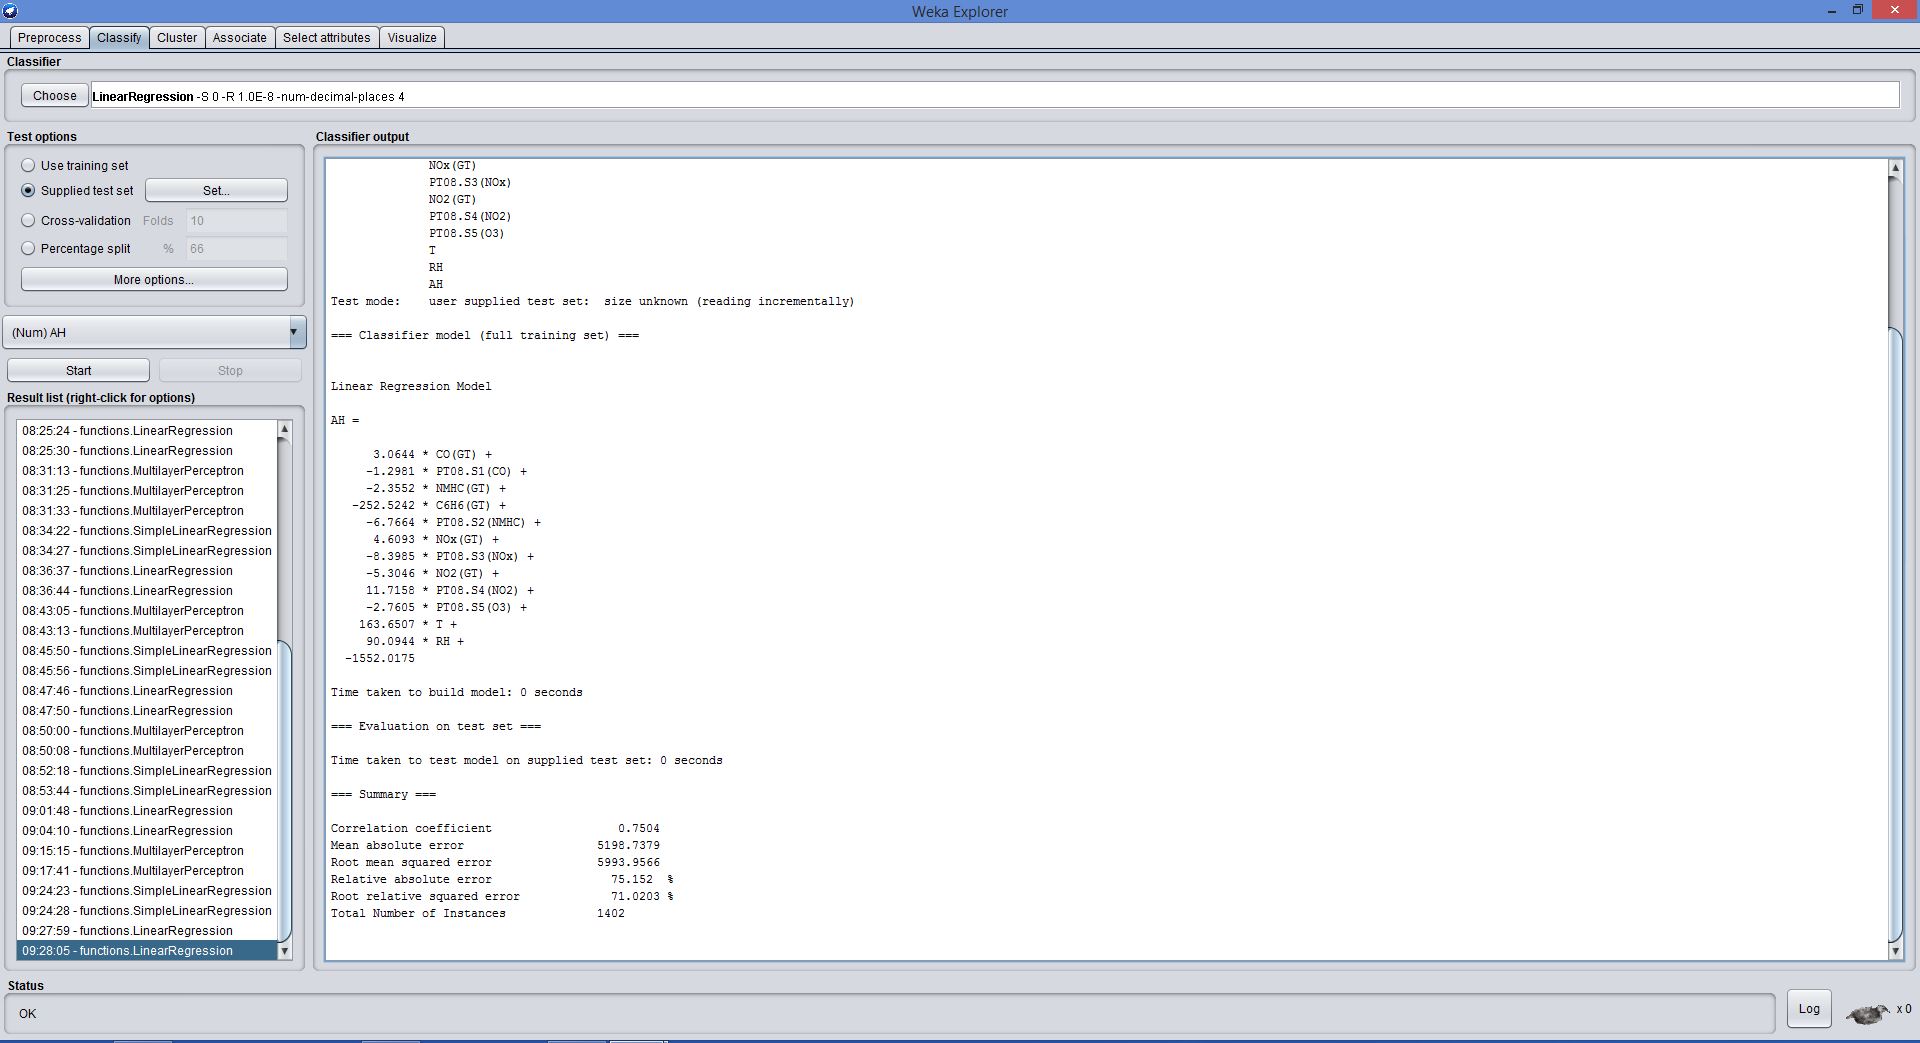 Weka Explorer
Preprocess Classify Cluster Associate Select attributes Visualize
Classifier
Choose LinearRegression -S 0 -R 1.0E-8 -num-decimal-places 4
Test options
Use training set
Supplied test set Set...
Cross-validation Folds 10
Percentage split % 66
More options...
(Num) AH
Start Stop
Result list (right-click for options)
08:25:24 - functions.LinearRegression
08:25:30 - functions.LinearRegression
08:31:13 - functions.MultilayerPerceptron
08:31:25 - functions.MultilayerPerceptron
08:31:33 - functions.MultilayerPerceptron
08:34:22 - functions.SimpleLinearRegression
08:34:27 - functions.SimpleLinearRegression
08:36:37 - functions.LinearRegression
08:36:44 - functions.LinearRegression
08:43:05 - functions.MultilayerPerceptron
08:43:13 - functions.MultilayerPerceptron
08:45:50 - functions.SimpleLinearRegression
08:45:56 - functions.SimpleLinearRegression
08:47:46 - functions.LinearRegression
08:47:50 - functions.LinearRegression
08:50:00 - functions.MultilayerPerceptron
08:50:08 - functions.MultilayerPerceptron
08:52:18 - functions.SimpleLinearRegression
08:53:44 - functions.SimpleLinearRegression
09:01:48 - functions.LinearRegression
09:04:10 - functions.LinearRegression
09:15:15 - functions.MultilayerPerceptron
09:17:41 - functions.MultilayerPerceptron
09:24:23 - functions.SimpleLinearRegression
09:24:28 - functions.SimpleLinearRegression
09:27:59 - functions.LinearRegression
09:28:05 - functions.LinearRegression
Classifier output
NOx(GT)
PT08.S3(NOx)
NO2(GT)
PT08.S4(NO2)
PT08.S5(O3)
T
RH
AH
Test mode: user supplied test set: size unknown (reading incrementally)
=== Classifier model (full training set) ===
Linear Regression Model
AH =
3.0644 * CO(GT) +
-1.2981 * PT08.S1(CO) +
-2.3552 * NMHC(GT) +
-252.5242 * C6H6(GT) +
-6.7664 * PT08.S2(NMHC) +
4.6093 * NOx(GT) +
-8.3985 * PT08.S3(NOx) +
-5.3046 * NO2(GT) +
11.7158 * PT08.S4(NO2) +
-2.7605 * PT08.S5(O3) +
163.6507 * T +
90.0944 * RH +
-1552.0175
Time taken to build model: 0 seconds
=== Evaluation on test set ===
Time taken to test model on supplied test set: 0 seconds
=== Summary ===
Correlation coefficient 0.7504
Mean absolute error 5198.7379
Root mean squared error 5993.9566
Relative absolute error 75.152 %
Root relative squared error 71.0203 %
Total Number of Instances 1402
Status
OK
Log
x 0